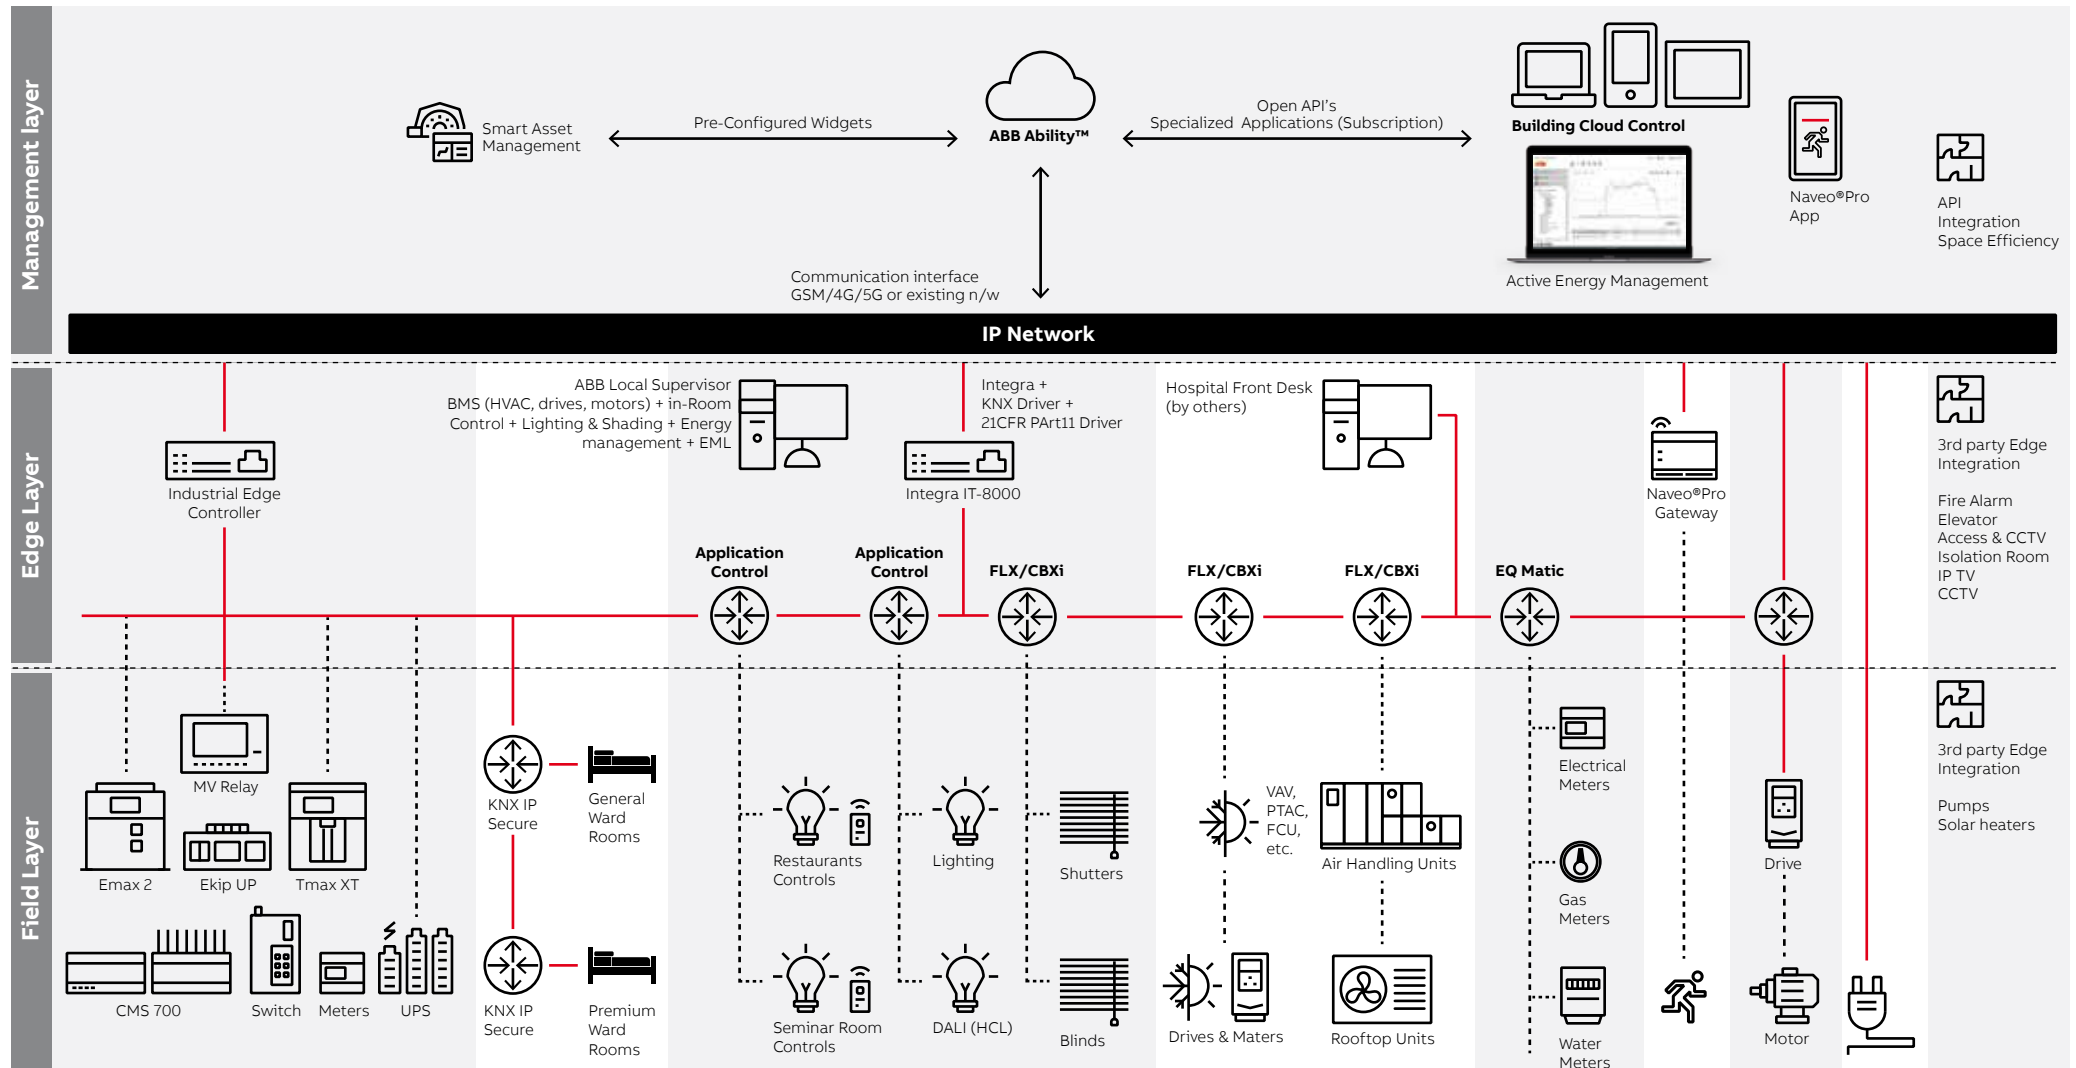 Management layer
Smart Asset
Management
Pre-Configured Widgets
ABB Ability™
Open API's
Specialized Applications (Subscription)
Building Cloud Control
Active Energy Management
Naveo®Pro
App
API
Integration
Space Efficiency
Communication interface
GSM/4G/5G or existing n/w
IP Network
Edge Layer
Industrial Edge
Controller
ABB Local Supervisor
BMS (HVAC, drives, motors) + in-Room
Control + Lighting & Shading + Energy
management + EML
Integra +
KNX Driver +
21CFR PArt11 Driver
Integra IT-8000
Hospital Front Desk
(by others)
Naveo®Pro
Gateway
3rd party Edge
Integration
Fire Alarm
Elevator
Access & CCTV
Isolation Room
IP TV
CCTV
Application
Control
Application
Control
FLX/CBXi
FLX/CBXi
FLX/CBXi
EQ Matic
Field Layer
MV Relay
Emax 2
Ekip UP
Tmax XT
CMS 700
Switch
Meters
UPS
KNX IP
Secure
General
Ward
Rooms
KNX IP
Secure
Premium
Ward
Rooms
Restaurants
Controls
Lighting
Shutters
Seminar Room
Controls
DALI (HCL)
Blinds
VAV,
PTAC,
FCU,
etc.
Air Handling Units
Drives & Maters
Rooftop Units
Electrical
Meters
Gas
Meters
Water
Meters
Drive
Motor
3rd party Edge
Integration
Pumps
Solar heaters